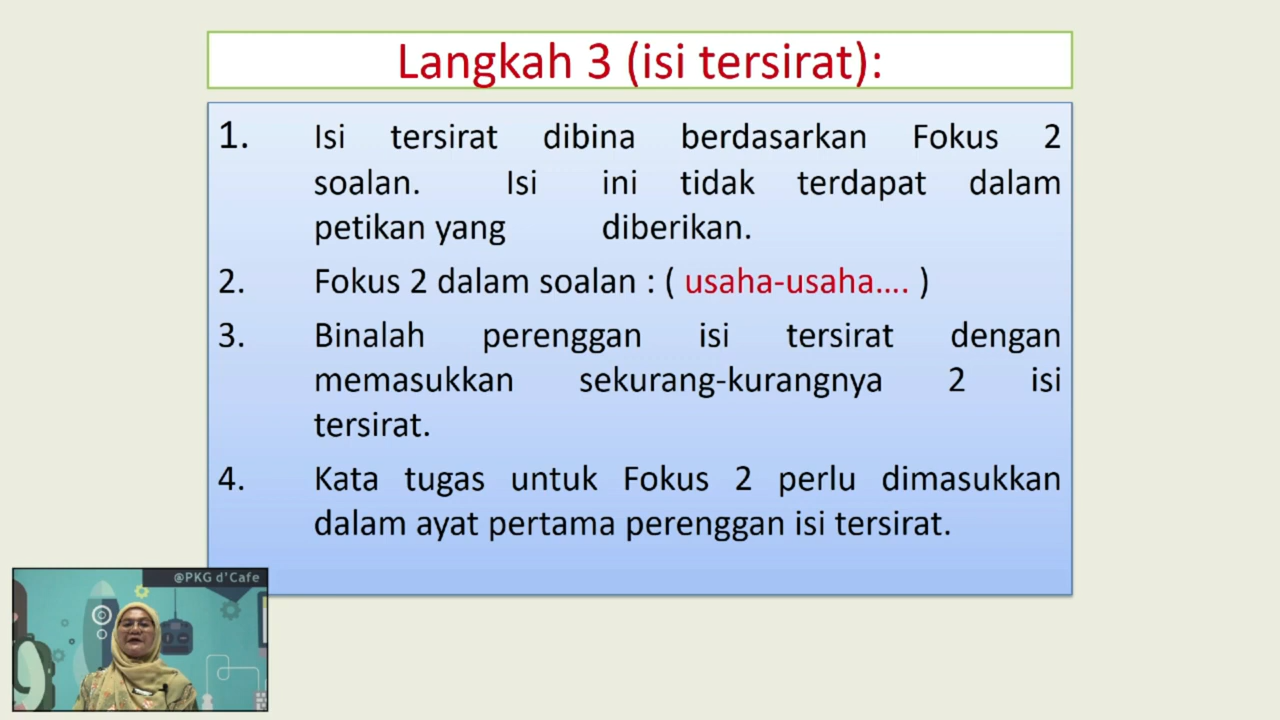 Langkah 3 (isi tersirat):
1. Isi tersirat dibina berdasarkan Fokus 2
soalan. Isi ini tidak terdapat dalam
petikan yang diberikan.
2. Fokus 2 dalam soalan : ( usaha-usaha.... )
3. Binalah perenggan isi tersirat dengan
memasukkan sekurang-kurangnya 2 isi
tersirat.
4. Kata tugas untuk Fokus 2 perlu dimasukkan
dalam ayat pertama perenggan isi tersirat.
@PKG d'Cafe